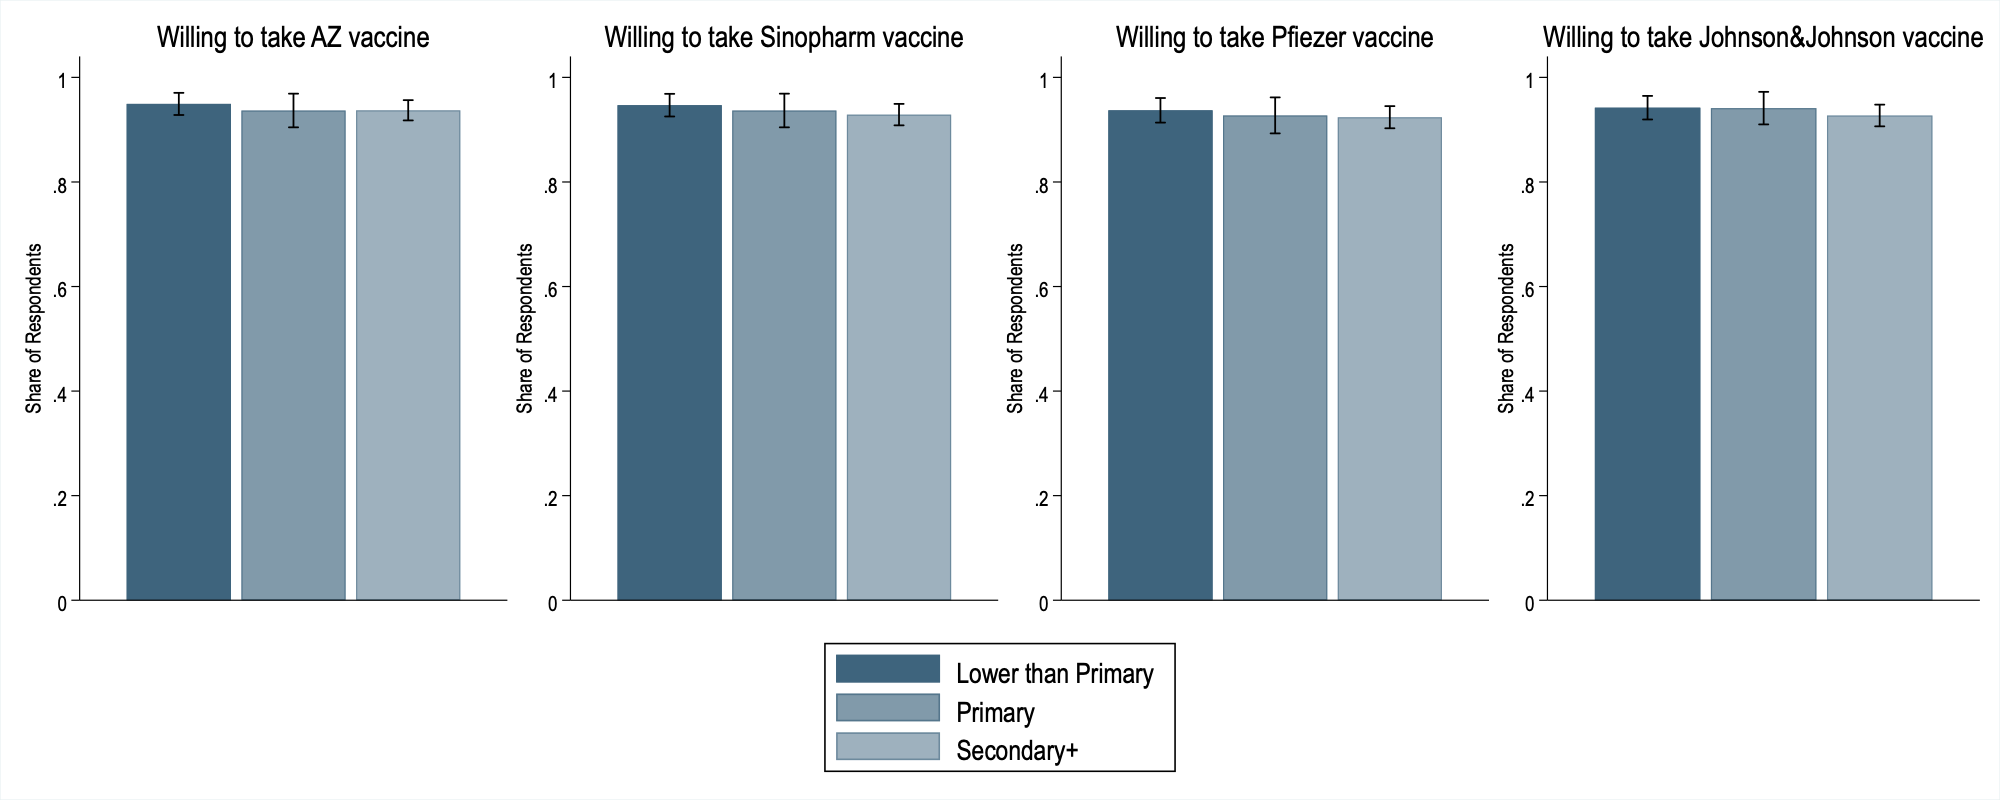 Willing to take AZ vaccine
Share of Respondents
1
.8
.6
.4
.2
0
Willing to take Sinopharm vaccine
Share of Respondents
1
.8
.6
.4
.2
0
Willing to take Pfiezer vaccine
Share of Respondents
1
.8
.6
.4
.2
0
Willing to take Johnson&Johnson vaccine
Share of Respondents
1
.8
.6
.4
.2
0
Lower than Primary
Primary
Secondary+